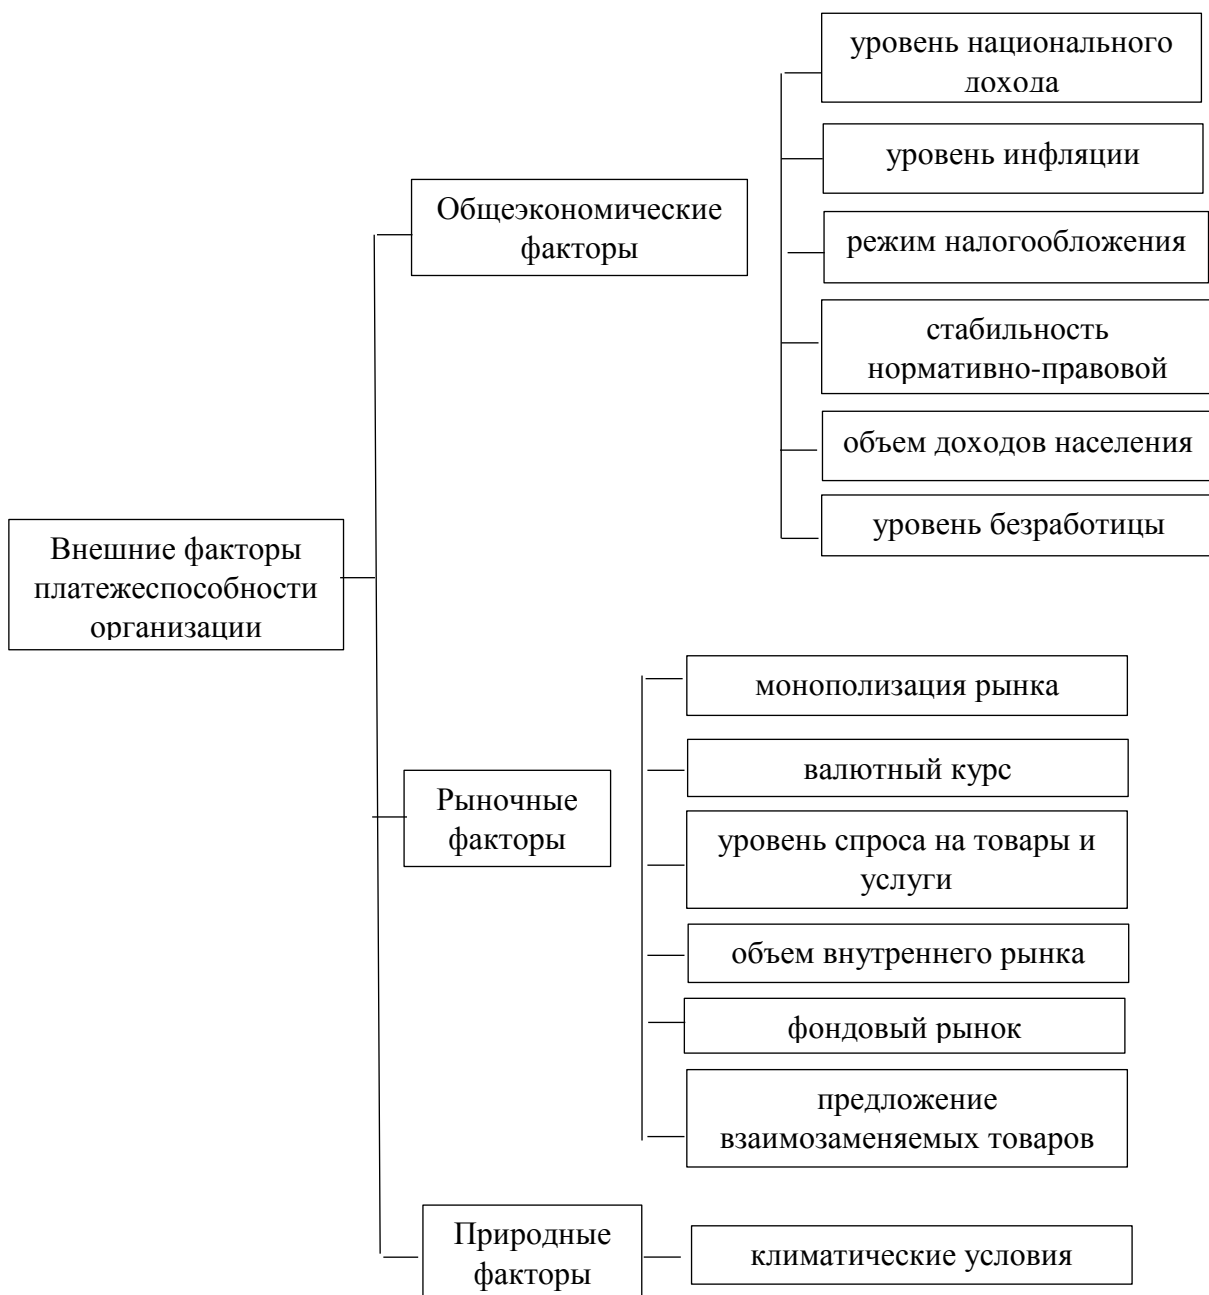 уровень национального
дохода
уровень инфляции
Общеэкономические
факторы
режим налогообложения
стабильность
нормативно-правовой
объем доходов населения
уровень безработицы
Внешние факторы
платежеспособности
организации
монополизация рынка
валютный курс
Рыночные
факторы
уровень спроса на товары и
услуги
объем внутреннего рынка
фондовый рынок
предложение
взаимозаменяемых товаров
Природные
факторы
климатические условия